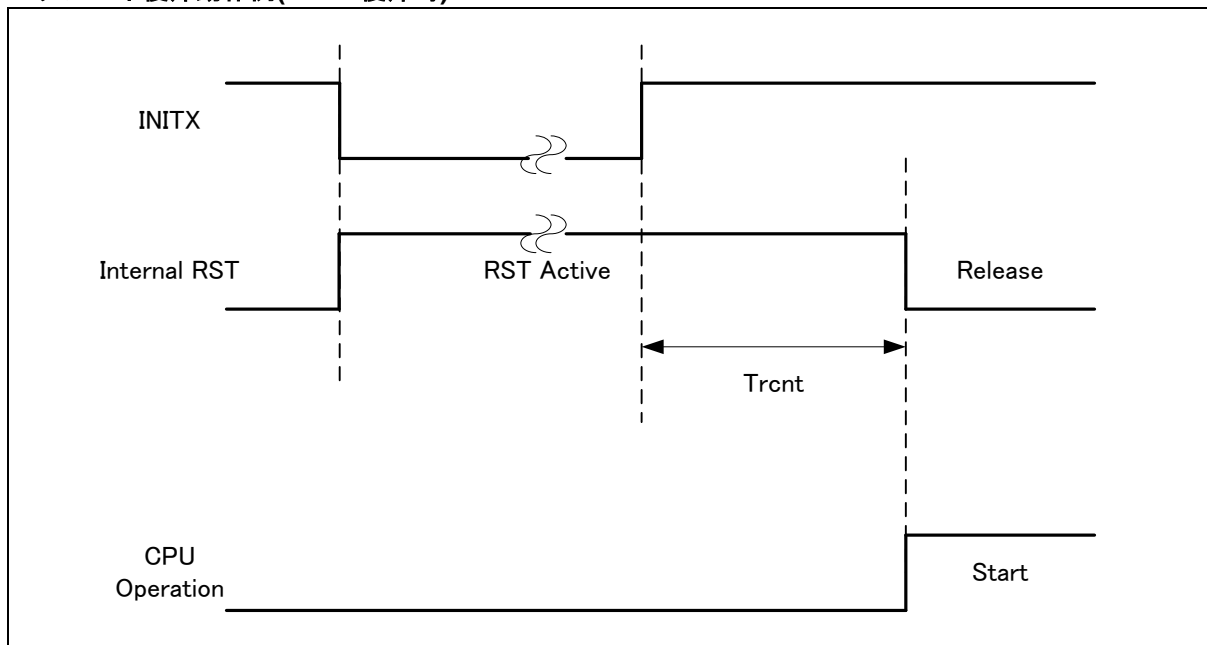 INITX
Internal RST
RST Active
Release
Trcnt
CPU
Operation
Start